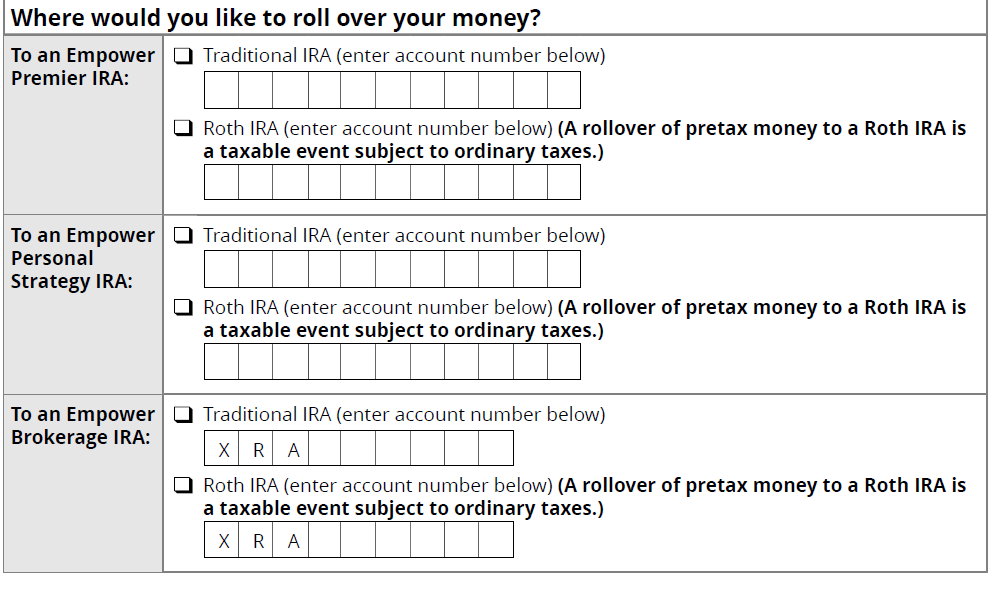 Where would you like to roll over your money?
To an Empower
Premier IRA:
Traditional IRA (enter account number below)
Roth IRA (enter account number below) (A rollover of pretax money to a Roth IRA is
a taxable event subject to ordinary taxes.)
To an Empower
Personal
Strategy IRA:
Traditional IRA (enter account number below)
Roth IRA (enter account number below) (A rollover of pretax money to a Roth IRA is
a taxable event subject to ordinary taxes.)
To an Empower
Brokerage IRA:
Traditional IRA (enter account number below)
X R A
Roth IRA (enter account number below) (A rollover of pretax money to a Roth IRA is
a taxable event subject to ordinary taxes.)
X R A